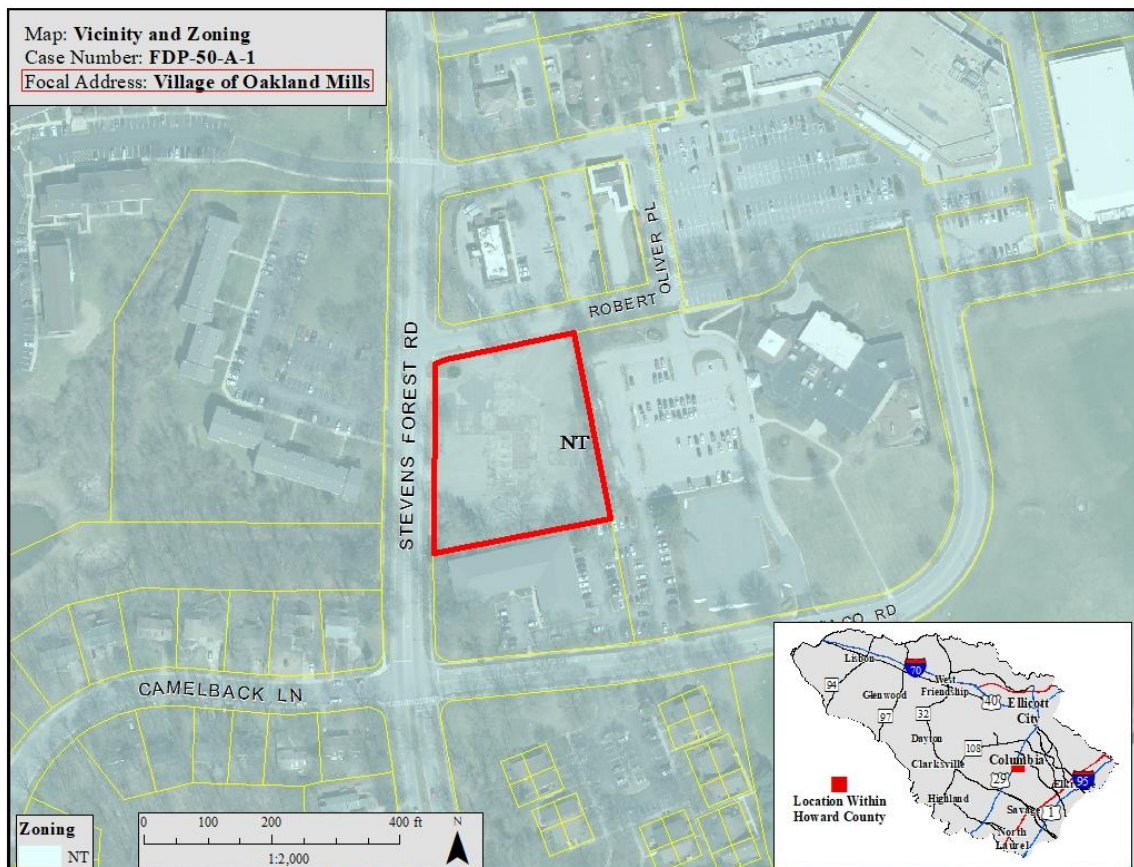 Map: Vicinity and Zoning
Case Number: FDP-50-A-1
Focal Address: Village of Oakland Mills
ROBERT OLIVER PL
STEVENS FOREST RD
NT
RD
CAMELBACK LN
Zoning
NT
0 100 200 400 ft
1:2,000
N
Location Within
Howard County
Lisbon
70
West
Friendship
94
Glenwood
40
Ellicott
City
97
32
Dayton
108
Clarksville
Columbia
29
95
Highland
Savage
1
North
Laurel